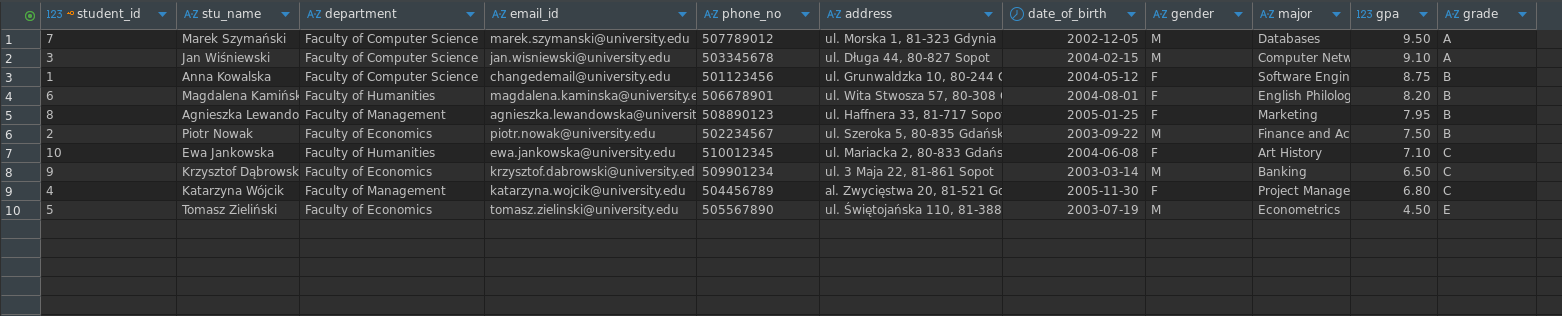 123 student_id A-Z stu_name A-Z department A-Z email_id A-Z phone_no A-Z address date_of_birth A-Z gender A-Z major 123 gpa A-Z grade
1 7 Marek Szymański Faculty of Computer Science marek.szymanski@university.edu 507789012 ul. Morska 1, 81-323 Gdynia 2002-12-05 M Databases 9.50 A
2 3 Jan Wiśniewski Faculty of Computer Science jan.wisniewski@university.edu 503345678 ul. Długa 44, 80-827 Sopot 2004-02-15 M Computer Netw 9.10 A
3 1 Anna Kowalska Faculty of Computer Science changedemail@university.edu 501123456 ul. Grunwaldzka 10, 80-244 2004-05-12 F Software Engin 8.75 B
4 6 Magdalena Kamińsk Faculty of Humanities magdalena.kaminska@university.e 506678901 ul. Wita Stwosza 57, 80-308 2004-08-01 F English Philolog 8.20 B
5 8 Agnieszka Lewando Faculty of Management agnieszka.lewandowska@universit 508890123 ul. Haffnera 33, 81-717 Sopo 2005-01-25 F Marketing 7.95 B
6 2 Piotr Nowak Faculty of Economics piotr.nowak@university.edu 502234567 ul. Szeroka 5, 80-835 Gdańsk 2003-09-22 M Finance and Ac 7.50 B
7 10 Ewa Jankowska Faculty of Humanities ewa.jankowska@university.edu 510012345 ul. Mariacka 2, 80-833 Gdańs 2004-06-08 F Art History 7.10 C
8 9 Krzysztof Dąbrowsk Faculty of Economics krzysztof.dabrowski@university.ed 509901234 ul. 3 Maja 22, 81-861 Sopot 2003-03-14 M Banking 6.50 C
9 4 Katarzyna Wójcik Faculty of Management katarzyna.wojcik@university.edu 504456789 al. Zwycięstwa 20, 81-521 Gd 2005-11-30 F Project Manage 6.80 C
10 5 Tomasz Zieliński Faculty of Economics tomasz.zielinski@university.edu 505567890 ul. Świętojańska 110, 81-388 2003-07-19 M Econometrics 4.50 E